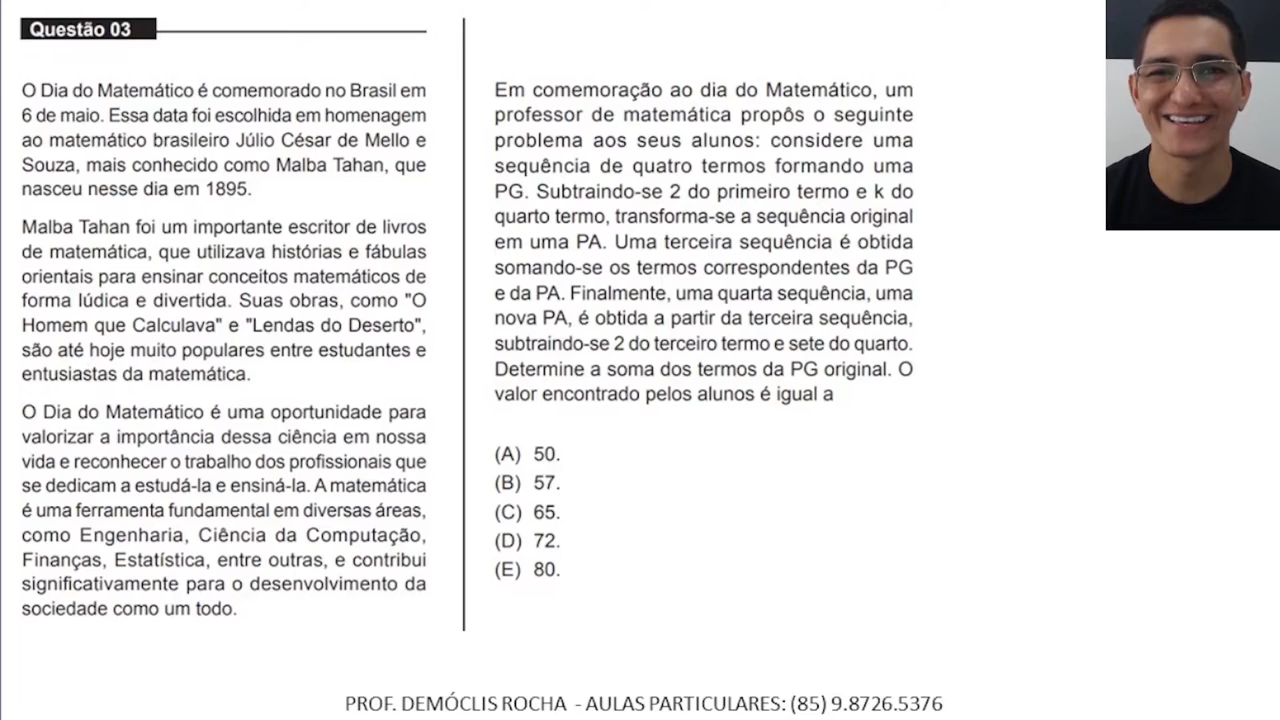 Questão 03
O Dia do Matemático é comemorado no Brasil em
6 de maio. Essa data foi escolhida em homenagem
ao matemático brasileiro Júlio César de Mello e
Souza, mais conhecido como Malba Tahan, que
nasceu nesse dia em 1895.
Malba Tahan foi um importante escritor de livros
de matemática, que utilizava histórias e fábulas
orientais para ensinar conceitos matemáticos de
forma lúdica e divertida. Suas obras, como "O
Homem que Calculava" e "Lendas do Deserto",
são até hoje muito populares entre estudantes e
entusiastas da matemática.
O Dia do Matemático é uma oportunidade para
valorizar a importância dessa ciência em nossa
vida e reconhecer o trabalho dos profissionais que
se dedicam a estudá-la e ensiná-la. A matemática
é uma ferramenta fundamental em diversas áreas,
como Engenharia, Ciência da Computação,
Finanças, Estatística, entre outras, e contribui
significativamente para o desenvolvimento da
sociedade como um todo.
Em comemoração ao dia do Matemático, um
professor de matemática propôs o seguinte
problema aos seus alunos: considere uma
sequência de quatro termos formando uma
PG. Subtraindo-se 2 do primeiro termo e k do
quarto termo, transforma-se a sequência original
em uma PA. Uma terceira sequência é obtida
somando-se os termos correspondentes da PG
e da PA. Finalmente, uma quarta sequência, uma
nova PA, é obtida a partir da terceira sequência,
subtraindo-se 2 do terceiro termo e sete do quarto.
Determine a soma dos termos da PG original. O
valor encontrado pelos alunos é igual a
(A) 50.
(B) 57.
(C) 65.
(D) 72.
(E) 80.
PROF. DEMÓCLIS ROCHA - AULAS PARTICULARES: (85) 9.8726.5376